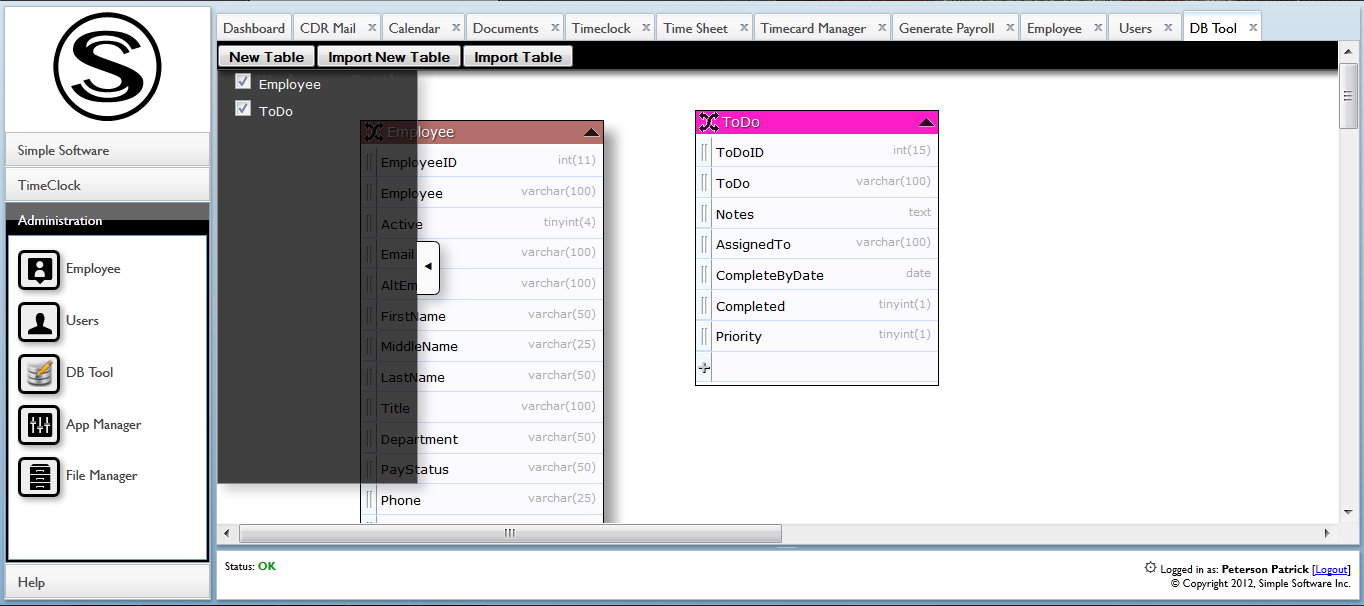 S
Simple Software
TimeClock
Administration
Employee
Users
DB Tool
App Manager
File Manager
Help
Dashboard CDR Mail x Calendar x Documents x Timeclock x Time Sheet x Timecard Manager x Generate Payroll x Employee x Users x DB Tool x
New Table Import New Table Import Table
Employee
ToDo
Employee
EmployeeID int(11)
Employee varchar(100)
Active tinyint(4)
Email varchar(100)
AltEm varchar(100)
FirstName varchar(50)
MiddleName varchar(25)
LastName varchar(50)
Title varchar(100)
Department varchar(50)
PayStatus varchar(50)
Phone varchar(25)
ToDo
ToDoID int(15)
ToDo varchar(100)
Notes text
AssignedTo varchar(100)
CompleteByDate date
Completed tinyint(1)
Priority tinyint(1)
Status: OK
Logged in as: Peterson Patrick [Logout]
© Copyright 2012, Simple Software Inc.